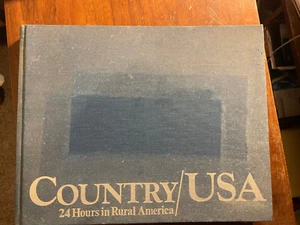 COUNTRY/USA
24 Hours in Rural America